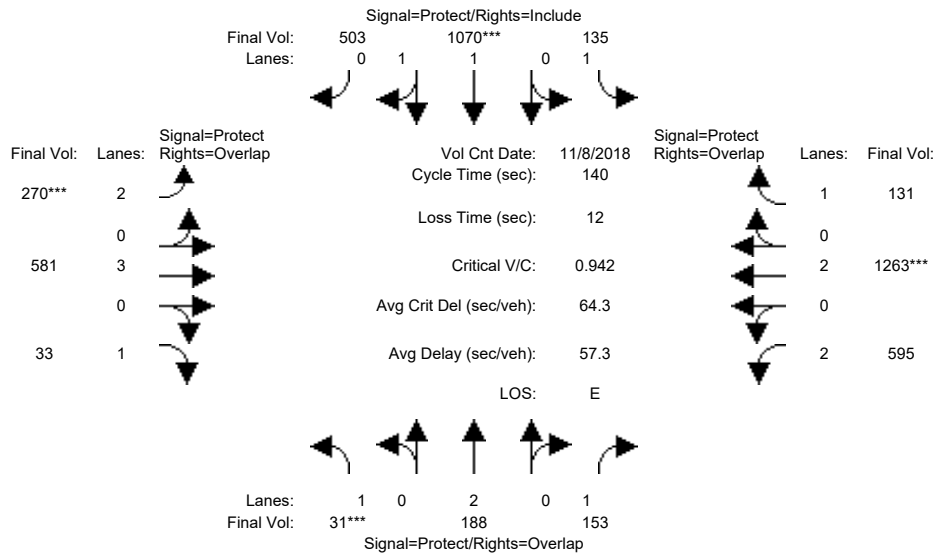 Signal=Protect/Rights=Include
Final Vol: 503 1070*** 135
Lanes: 0 1 1 0 1
Signal=Protect
Final Vol: Lanes: Rights=Overlap
Vol Cnt Date: 11/8/2018
Signal=Protect
Rights=Overlap Lanes: Final Vol:
Cycle Time (sec): 140
270*** 2
1 131
Loss Time (sec): 12
0
0
581 3
Critical V/C: 0.942
2 1263***
0
Avg Crit Del (sec/veh): 64.3
0
33 1
Avg Delay (sec/veh): 57.3
2 595
LOS: E
Lanes: 1 0 2 0 1
Final Vol: 31*** 188 153
Signal=Protect/Rights=Overlap